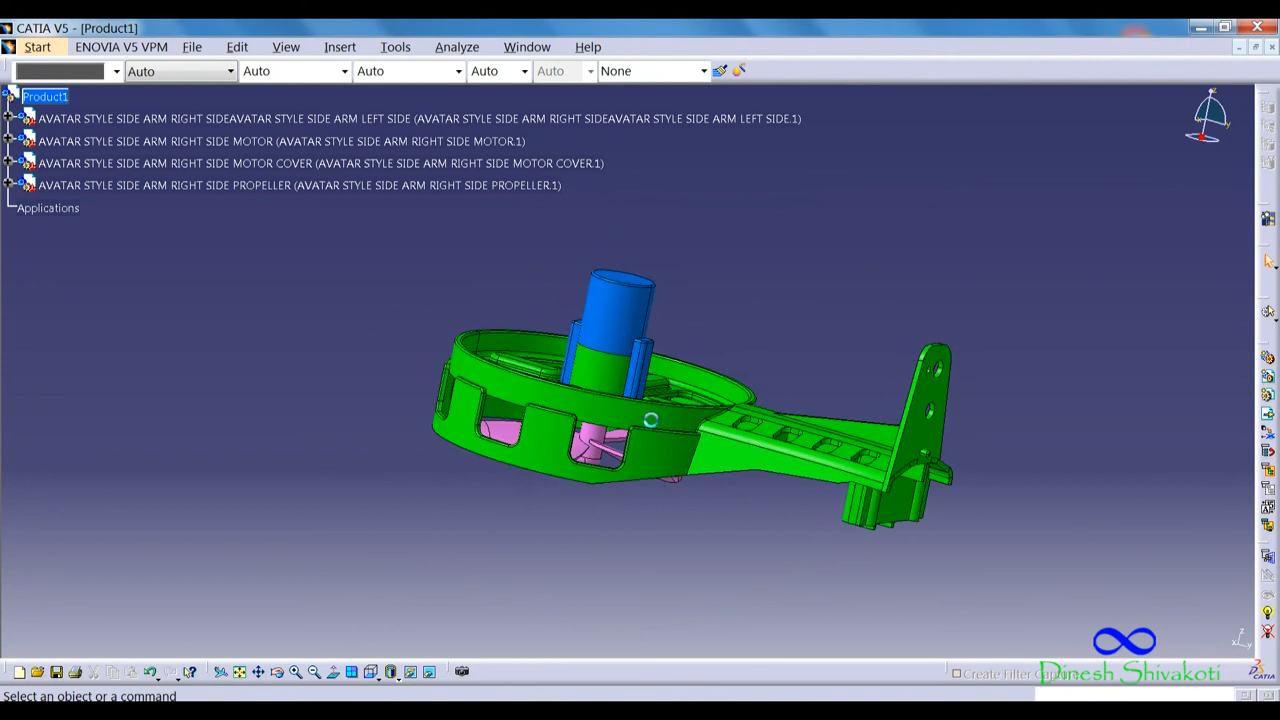 CATIA V5 - [Product1]
Start ENOVIA V5 VPM File Edit View Insert Tools Analyze Window Help
Auto Auto Auto Auto Auto None
Product1
AVATAR STYLE SIDE ARM RIGHT SIDEAVATAR STYLE SIDE ARM LEFT SIDE (AVATAR STYLE SIDE ARM RIGHT SIDEAVATAR STYLE SIDE ARM LEFT SIDE.1)
AVATAR STYLE SIDE ARM RIGHT SIDE MOTOR (AVATAR STYLE SIDE ARM RIGHT SIDE MOTOR.1)
AVATAR STYLE SIDE ARM RIGHT SIDE MOTOR COVER (AVATAR STYLE SIDE ARM RIGHT SIDE MOTOR COVER.1)
AVATAR STYLE SIDE ARM RIGHT SIDE PROPELLER (AVATAR STYLE SIDE ARM RIGHT SIDE PROPELLER.1)
Applications
Create Filter Capture
Dinesh Shivakoti
CATIA
Select an object or a command